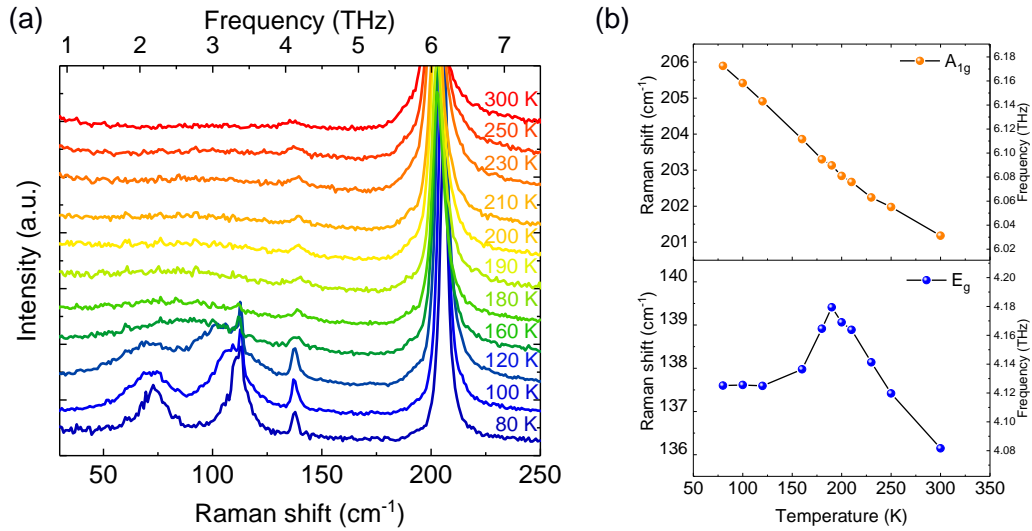 (a)
Frequency (THz)
1 2 3 4 5 6 7
Intensity (a.u.)
300 K
250 K
230 K
210 K
200 K
190 K
180 K
160 K
120 K
100 K
80 K
50 100 150 200 250
Raman shift (cm⁻¹)
(b)
A₁g
Raman shift (cm⁻¹)
206
205
204
203
202
201
6.18
6.16
6.14
6.12
6.10
6.08
6.06
6.04
6.02
Frequency (THz)
Eg
Raman shift (cm⁻¹)
140
139
138
137
136
4.20
4.18
4.16
4.14
4.12
4.10
4.08
Frequency (THz)
50 100 150 200 250 300 350
Temperature (K)